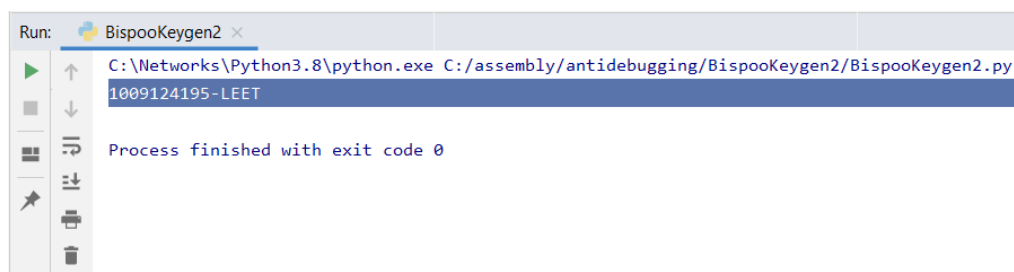 Run: BispooKeygen2
C:\Networks\Python3.8\python.exe C:/assembly/antidebugging/BispooKeygen2/BispooKeygen2.py
1009124195-LEET
Process finished with exit code 0